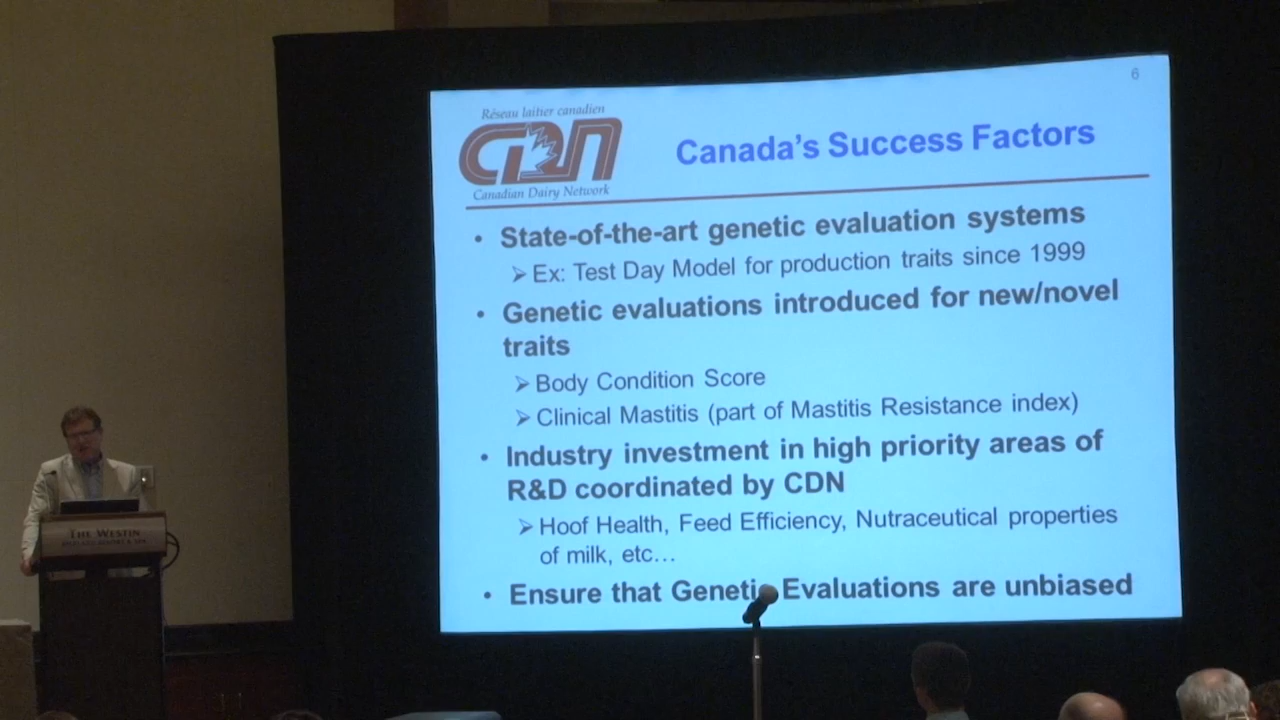 6
Réseau laitier canadien
CDN
Canadian Dairy Network
Canada's Success Factors
• State-of-the-art genetic evaluation systems
➢ Ex: Test Day Model for production traits since 1999
• Genetic evaluations introduced for new/novel
traits
➢ Body Condition Score
➢ Clinical Mastitis (part of Mastitis Resistance index)
• Industry investment in high priority areas of
R&D coordinated by CDN
➢ Hoof Health, Feed Efficiency, Nutraceutical properties
of milk, etc…
• Ensure that Genetic Evaluations are unbiased
THE WESTIN